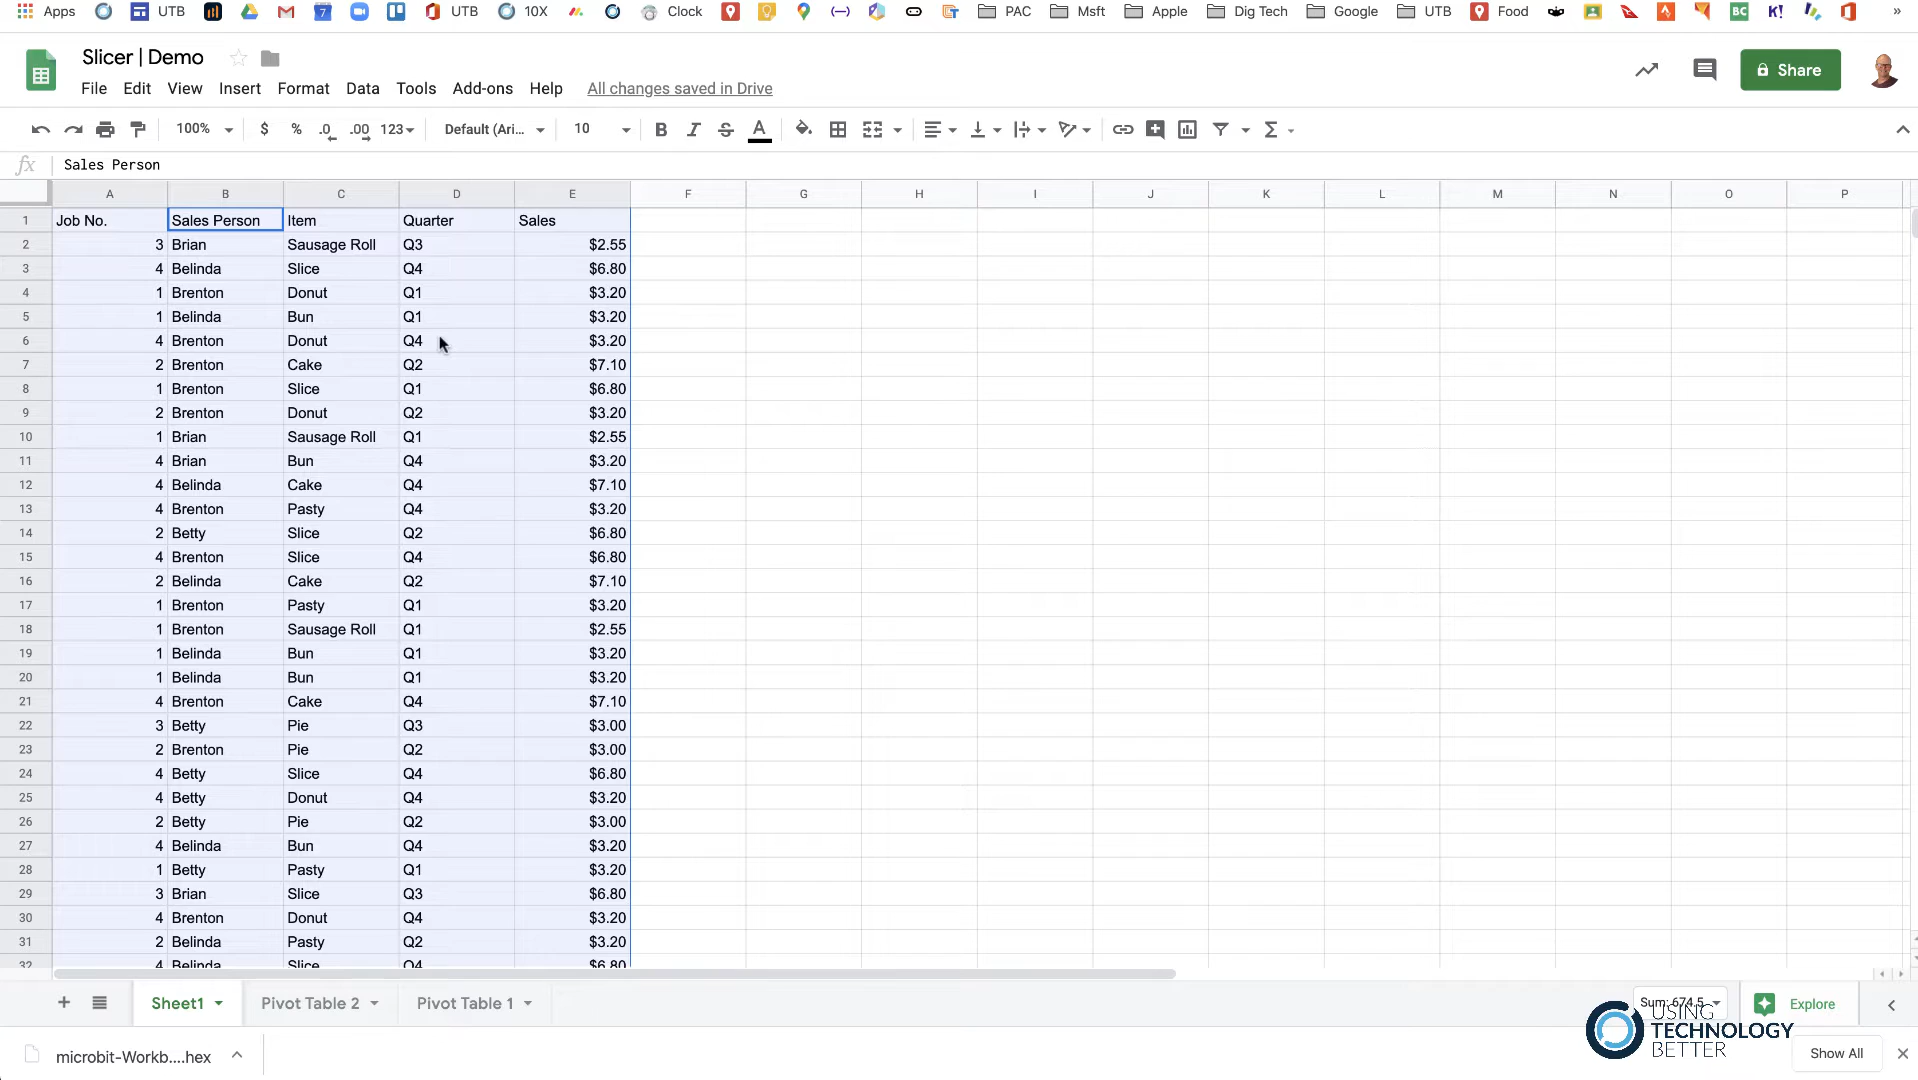 Apps UTB UTB 10X Clock PAC Msft Apple Dig Tech Google UTB Food BC K! »
Slicer | Demo
File Edit View Insert Format Data Tools Add-ons Help All changes saved in Drive
Share
100% $ % .0 .00 123 Default (Ari... 10 B I S A Σ
fx Sales Person
A B C D E F G H I J K L M N O P
1 Job No. Sales Person Item Quarter Sales
2 3 Brian Sausage Roll Q3 $2.55
3 4 Belinda Slice Q4 $6.80
4 1 Brenton Donut Q1 $3.20
5 1 Belinda Bun Q1 $3.20
6 4 Brenton Donut Q4 $3.20
7 2 Brenton Cake Q2 $7.10
8 1 Brenton Slice Q1 $6.80
9 2 Brenton Donut Q2 $3.20
10 1 Brian Sausage Roll Q1 $2.55
11 4 Brian Bun Q4 $3.20
12 4 Belinda Cake Q4 $7.10
13 4 Brenton Pasty Q4 $3.20
14 2 Betty Slice Q2 $6.80
15 4 Brenton Slice Q4 $6.80
16 2 Belinda Cake Q2 $7.10
17 1 Brenton Pasty Q1 $3.20
18 1 Brenton Sausage Roll Q1 $2.55
19 1 Belinda Bun Q1 $3.20
20 1 Belinda Bun Q1 $3.20
21 4 Brenton Cake Q4 $7.10
22 3 Betty Pie Q3 $3.00
23 2 Brenton Pie Q2 $3.00
24 4 Betty Slice Q4 $6.80
25 4 Betty Donut Q4 $3.20
26 2 Betty Pie Q2 $3.00
27 4 Belinda Bun Q4 $3.20
28 1 Betty Pasty Q1 $3.20
29 3 Brian Slice Q3 $6.80
30 4 Brenton Donut Q4 $3.20
31 2 Belinda Pasty Q2 $3.20
32 4 Belinda Slice Q4 $6.80
Sheet1 Pivot Table 2 Pivot Table 1 Sum: 674.5 Explore
USING
TECHNOLOGY
BETTER
microbit-Workb....hex Show All